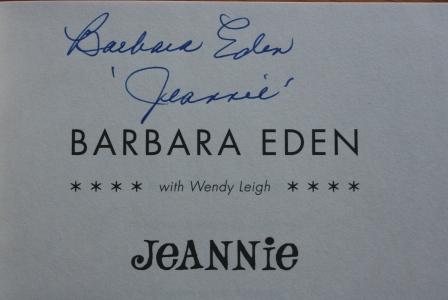 Barbara Eden
'Jeannie'
BARBARA EDEN
**** with Wendy Leigh ****
JeANNie